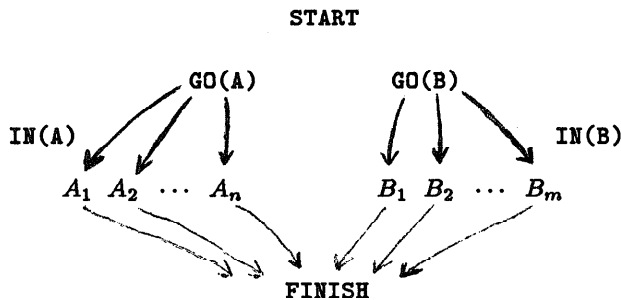 START
GO(A) GO(B)
IN(A) IN(B)
A₁ A₂ ⋯ Aₙ B₁ B₂ ⋯ Bₘ
FINISH